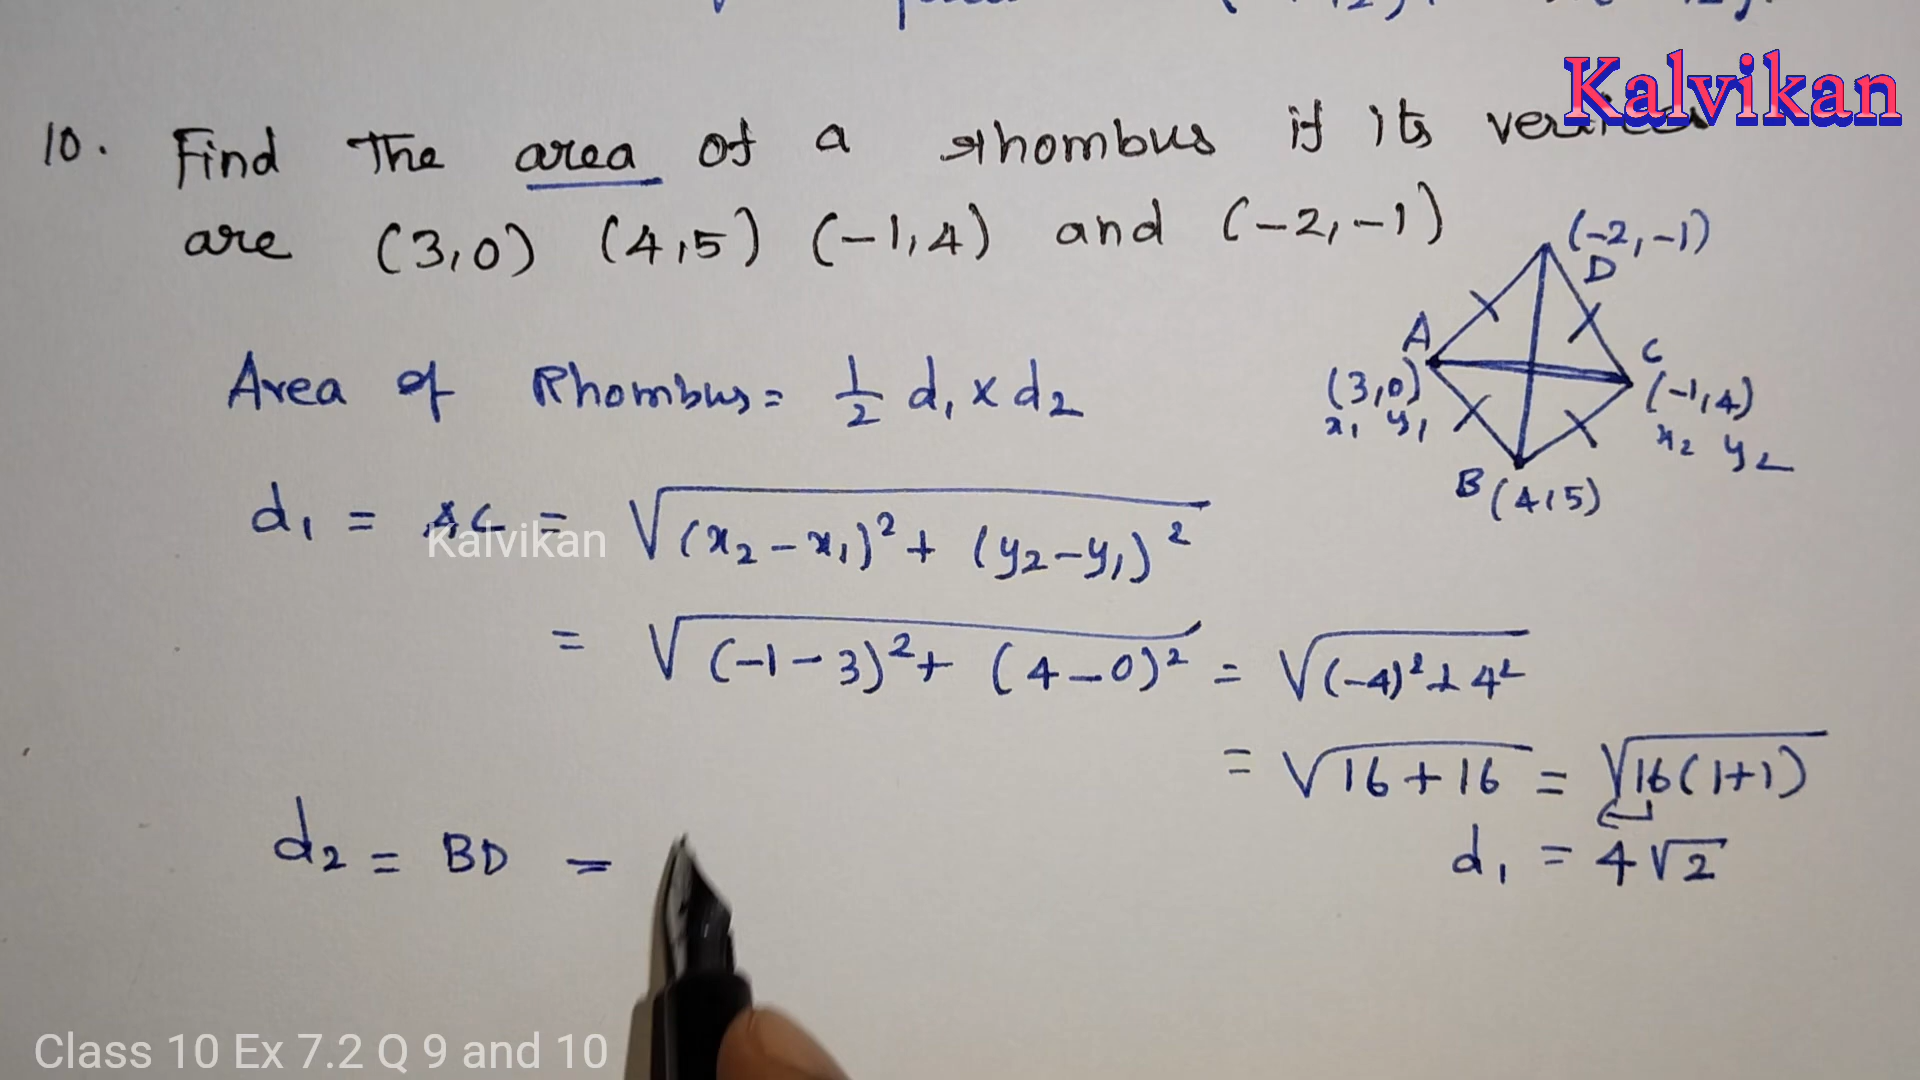 Kalvikan
10. Find The area of a rhombus if its
are (3,0) (4,5) (-1,4) and (-2,-1)
(-2,-1)
D
A
C
(3,0)
(-1,4)
x₁ y₁
x₂ y₂
B (4,5)
Area of Rhombus = 1/2 d₁ x d₂
d₁ = AC = √(x₂-x₁)² + (y₂-y₁)²
Kalvikan
= √(-1-3)² + (4-0)² = √(-4)² + 4²
= √16+16 = √16(1+1)
d₁ = 4√2
d₂ = BD =
Class 10 Ex 7.2 Q 9 and 10